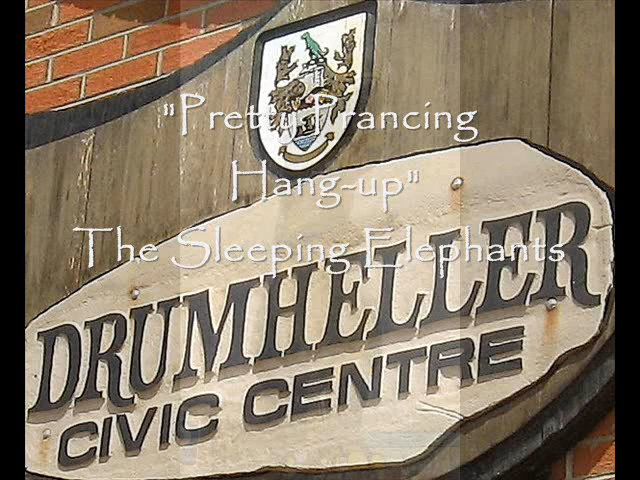 "Pretty Prancing
Hang-up"
The Sleeping Elephants
DRUMHELLER
CIVIC CENTRE